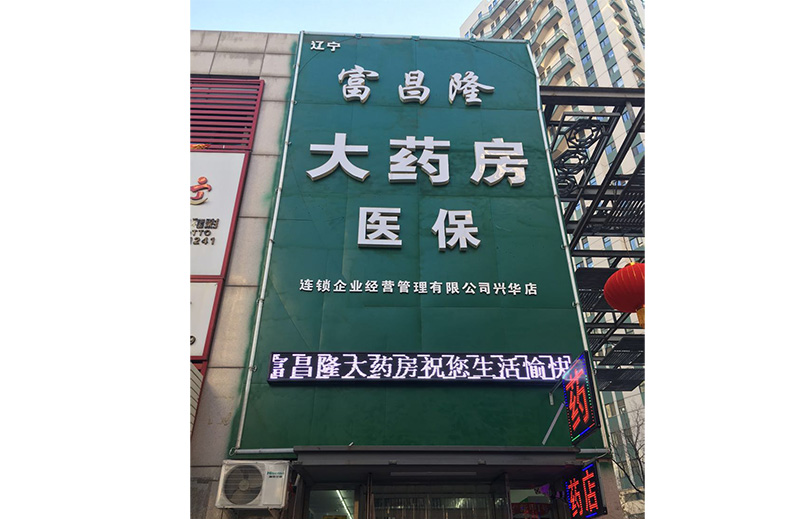 辽宁
富昌隆
大药房
医保
连锁企业经营管理有限公司兴华店
富昌隆大药房祝您生活愉快
药
药店
241